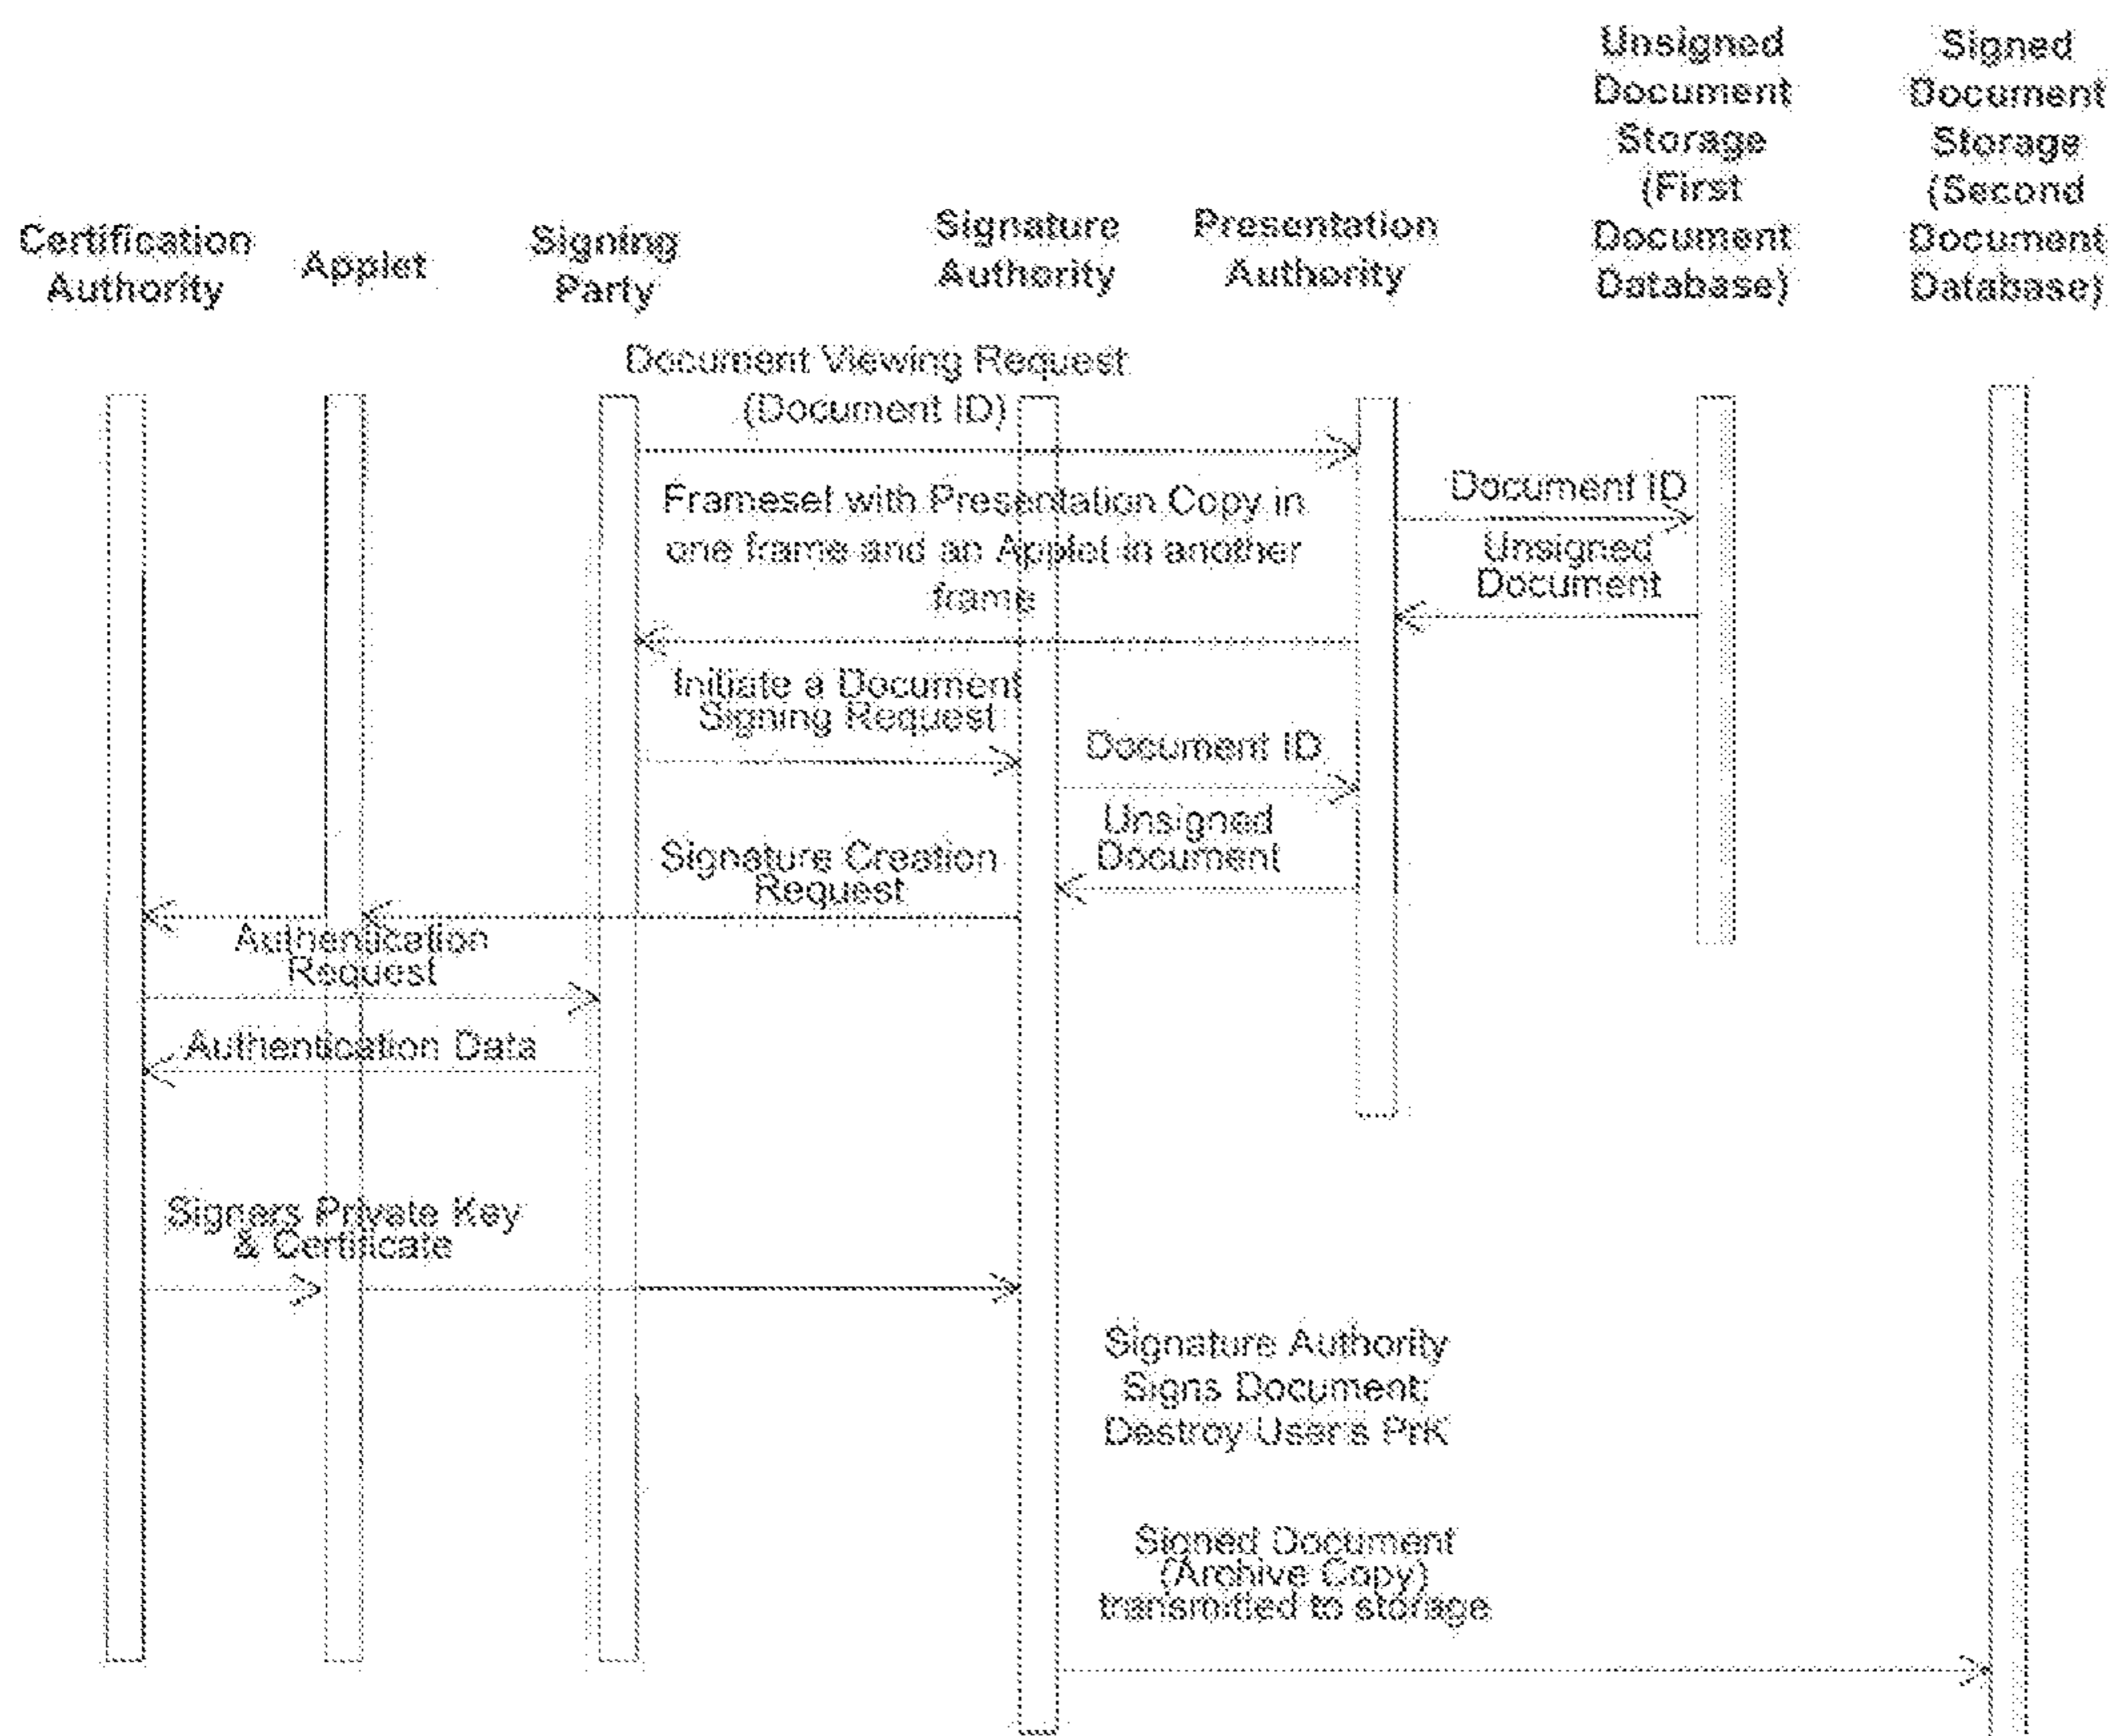 Certification
Authority
Applet
Signing
Party
Signature
Authority
Presentation
Authority
Unsigned
Document
Storage
(First
Document
Database)
Signed
Document
Storage
(Second
Document
Database)
Document Viewing Request
(Document ID)
Frameset with Presentation Copy in
one frame and an Applet in another
frame
Document ID
Unsigned
Document
Initiate a Document
Signing Request
Document ID
Unsigned
Document
Signature Creation
Request
Authentication
Request
Authentication Data
Signers Private Key
& Certificate
Signature Authority
Signs Document;
Destroy User's PrK
Signed Document
(Archive Copy)
transmitted to storage